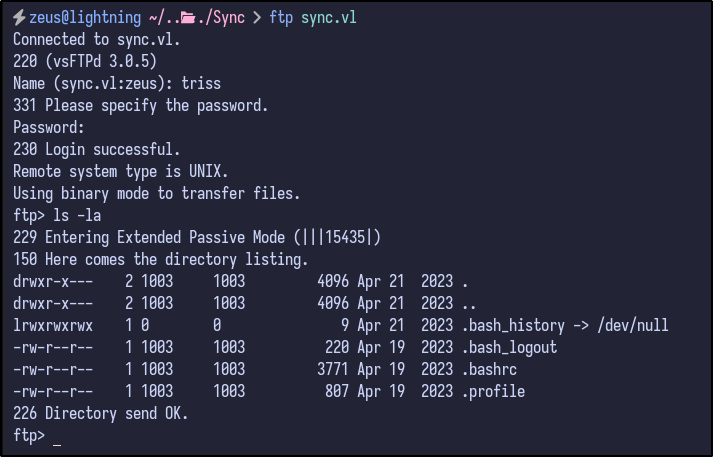 zeus@lightning ~/.../Sync > ftp sync.vl
Connected to sync.vl.
220 (vsFTPd 3.0.5)
Name (sync.vl:zeus): triss
331 Please specify the password.
Password:
230 Login successful.
Remote system type is UNIX.
Using binary mode to transfer files.
ftp> ls -la
229 Entering Extended Passive Mode (|||15435|)
150 Here comes the directory listing.
drwxr-x---    2 1003     1003         4096 Apr 21  2023 .
drwxr-x---    2 1003     1003         4096 Apr 21  2023 ..
lrwxrwxrwx    1 0        0               9 Apr 21  2023 .bash_history -> /dev/null
-rw-r--r--    1 1003     1003          220 Apr 19  2023 .bash_logout
-rw-r--r--    1 1003     1003         3771 Apr 19  2023 .bashrc
-rw-r--r--    1 1003     1003          807 Apr 19  2023 .profile
226 Directory send OK.
ftp> _